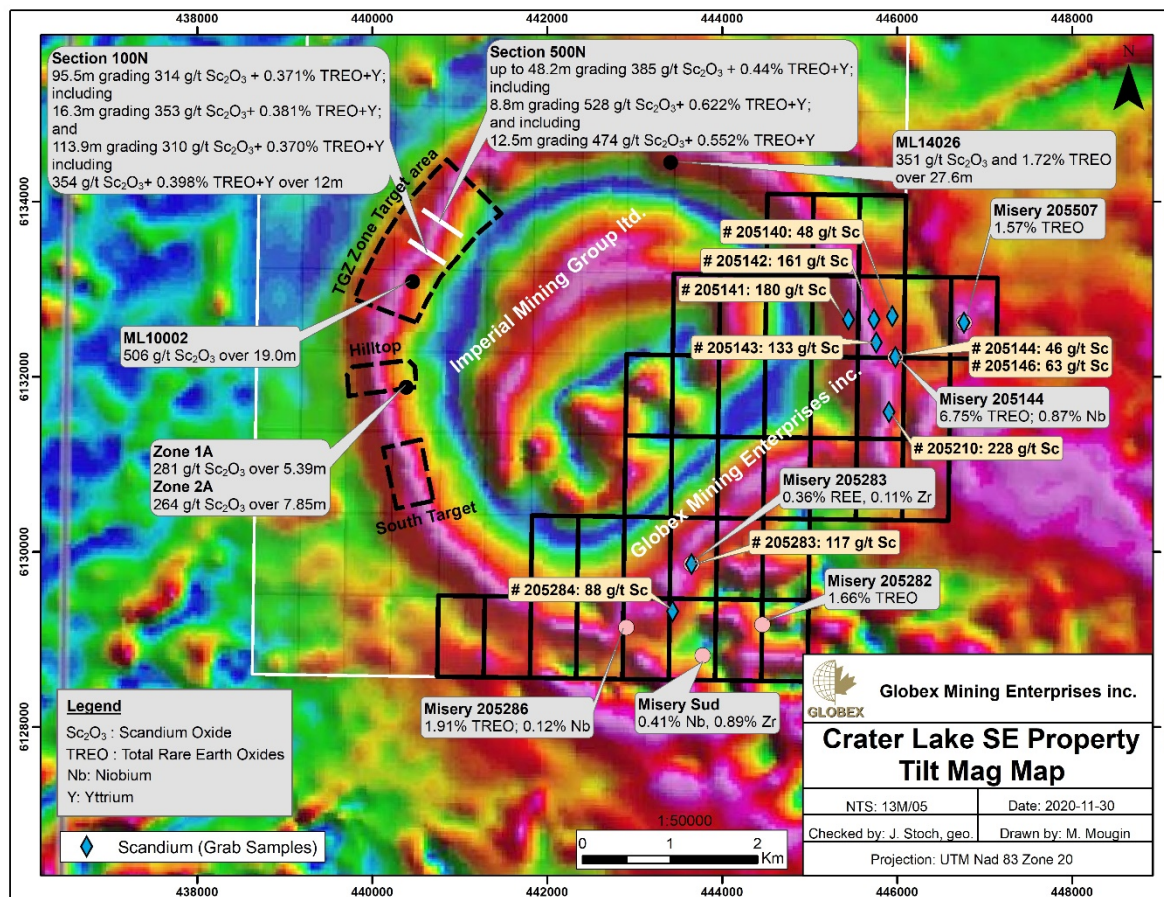 438000 440000 442000 444000 446000 448000
Section 100N
95.5m grading 314 g/t Sc₂O₃ + 0.371% TREO+Y;
including
16.3m grading 353 g/t Sc₂O₃ + 0.381% TREO+Y;
and
113.9m grading 310 g/t Sc₂O₃+ 0.370% TREO+Y
including
354 g/t Sc₂O₃+ 0.398% TREO+Y over 12m
Section 500N
up to 48.2m grading 385 g/t Sc₂O₃ + 0.44% TREO+Y;
including
8.8m grading 528 g/t Sc₂O₃+ 0.622% TREO+Y;
and including
12.5m grading 474 g/t Sc₂O₃+ 0.552% TREO+Y
N
ML14026
351 g/t Sc₂O₃ and 1.72% TREO
over 27.6m
6134000
6134000
TGZ Zone Target area
Imperial Mining Group ltd.
Misery 205507
1.57% TREO
# 205140: 48 g/t Sc
# 205142: 161 g/t Sc
# 205141: 180 g/t Sc
# 205143: 133 g/t Sc
ML10002
506 g/t Sc₂O₃ over 19.0m
Hilltop
# 205144: 46 g/t Sc
# 205146: 63 g/t Sc
6132000
6132000
Misery 205144
6.75% TREO; 0.87% Nb
# 205210: 228 g/t Sc
Zone 1A
281 g/t Sc₂O₃ over 5.39m
Zone 2A
264 g/t Sc₂O₃ over 7.85m
South Target
Globex Mining Enterprises inc.
Misery 205283
0.36% REE, 0.11% Zr
# 205283: 117 g/t Sc
6130000
6130000
# 205284: 88 g/t Sc
Misery 205282
1.66% TREO
Misery 205286
1.91% TREO; 0.12% Nb
Misery Sud
0.41% Nb, 0.89% Zr
6128000
6128000
Legend
Sc₂O₃ : Scandium Oxide
TREO : Total Rare Earth Oxides
Nb: Niobium
Y: Yttrium
Scandium (Grab Samples)
1:50000
0 1 2
Km
GLOBEX
Globex Mining Enterprises inc.
Crater Lake SE Property
Tilt Mag Map
NTS: 13M/05 Date: 2020-11-30
Checked by: J. Stoch, geo. Drawn by: M. Mougin
Projection: UTM Nad 83 Zone 20
438000 440000 442000 444000 446000 448000